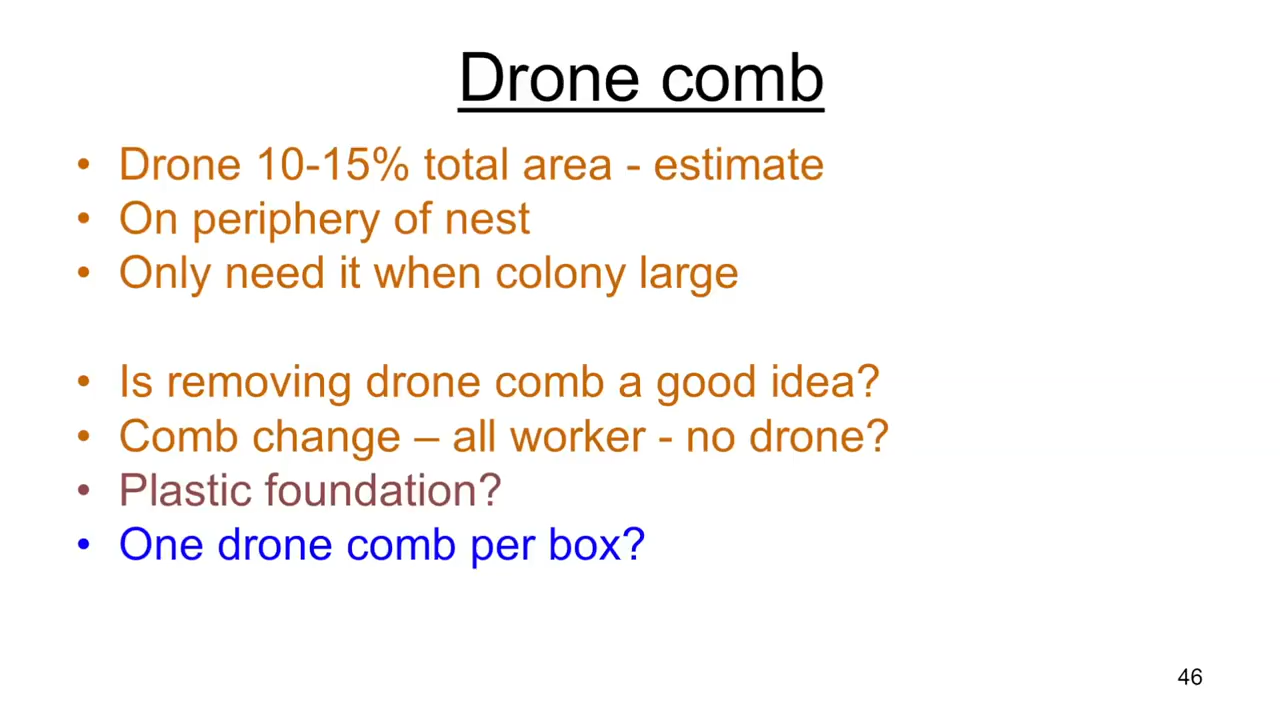 Drone comb
• Drone 10-15% total area - estimate
• On periphery of nest
• Only need it when colony large
• Is removing drone comb a good idea?
• Comb change – all worker - no drone?
• Plastic foundation?
• One drone comb per box?
46